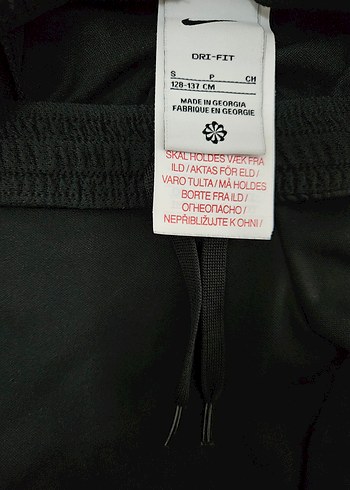 DRI-FIT
S P CH
128-137 CM
MADE IN GEORGIA
FABRIQUE EN GEORGIE
SKAL HOLDES VÆK FRA
ILD / AKTAS FÖR ELD /
VARO TULTA / MÅ HOLDES
BORTE FRA ILD /
ОГНЕОПАСНО /
NEPŘIBLIŽUJTE K OHNI /